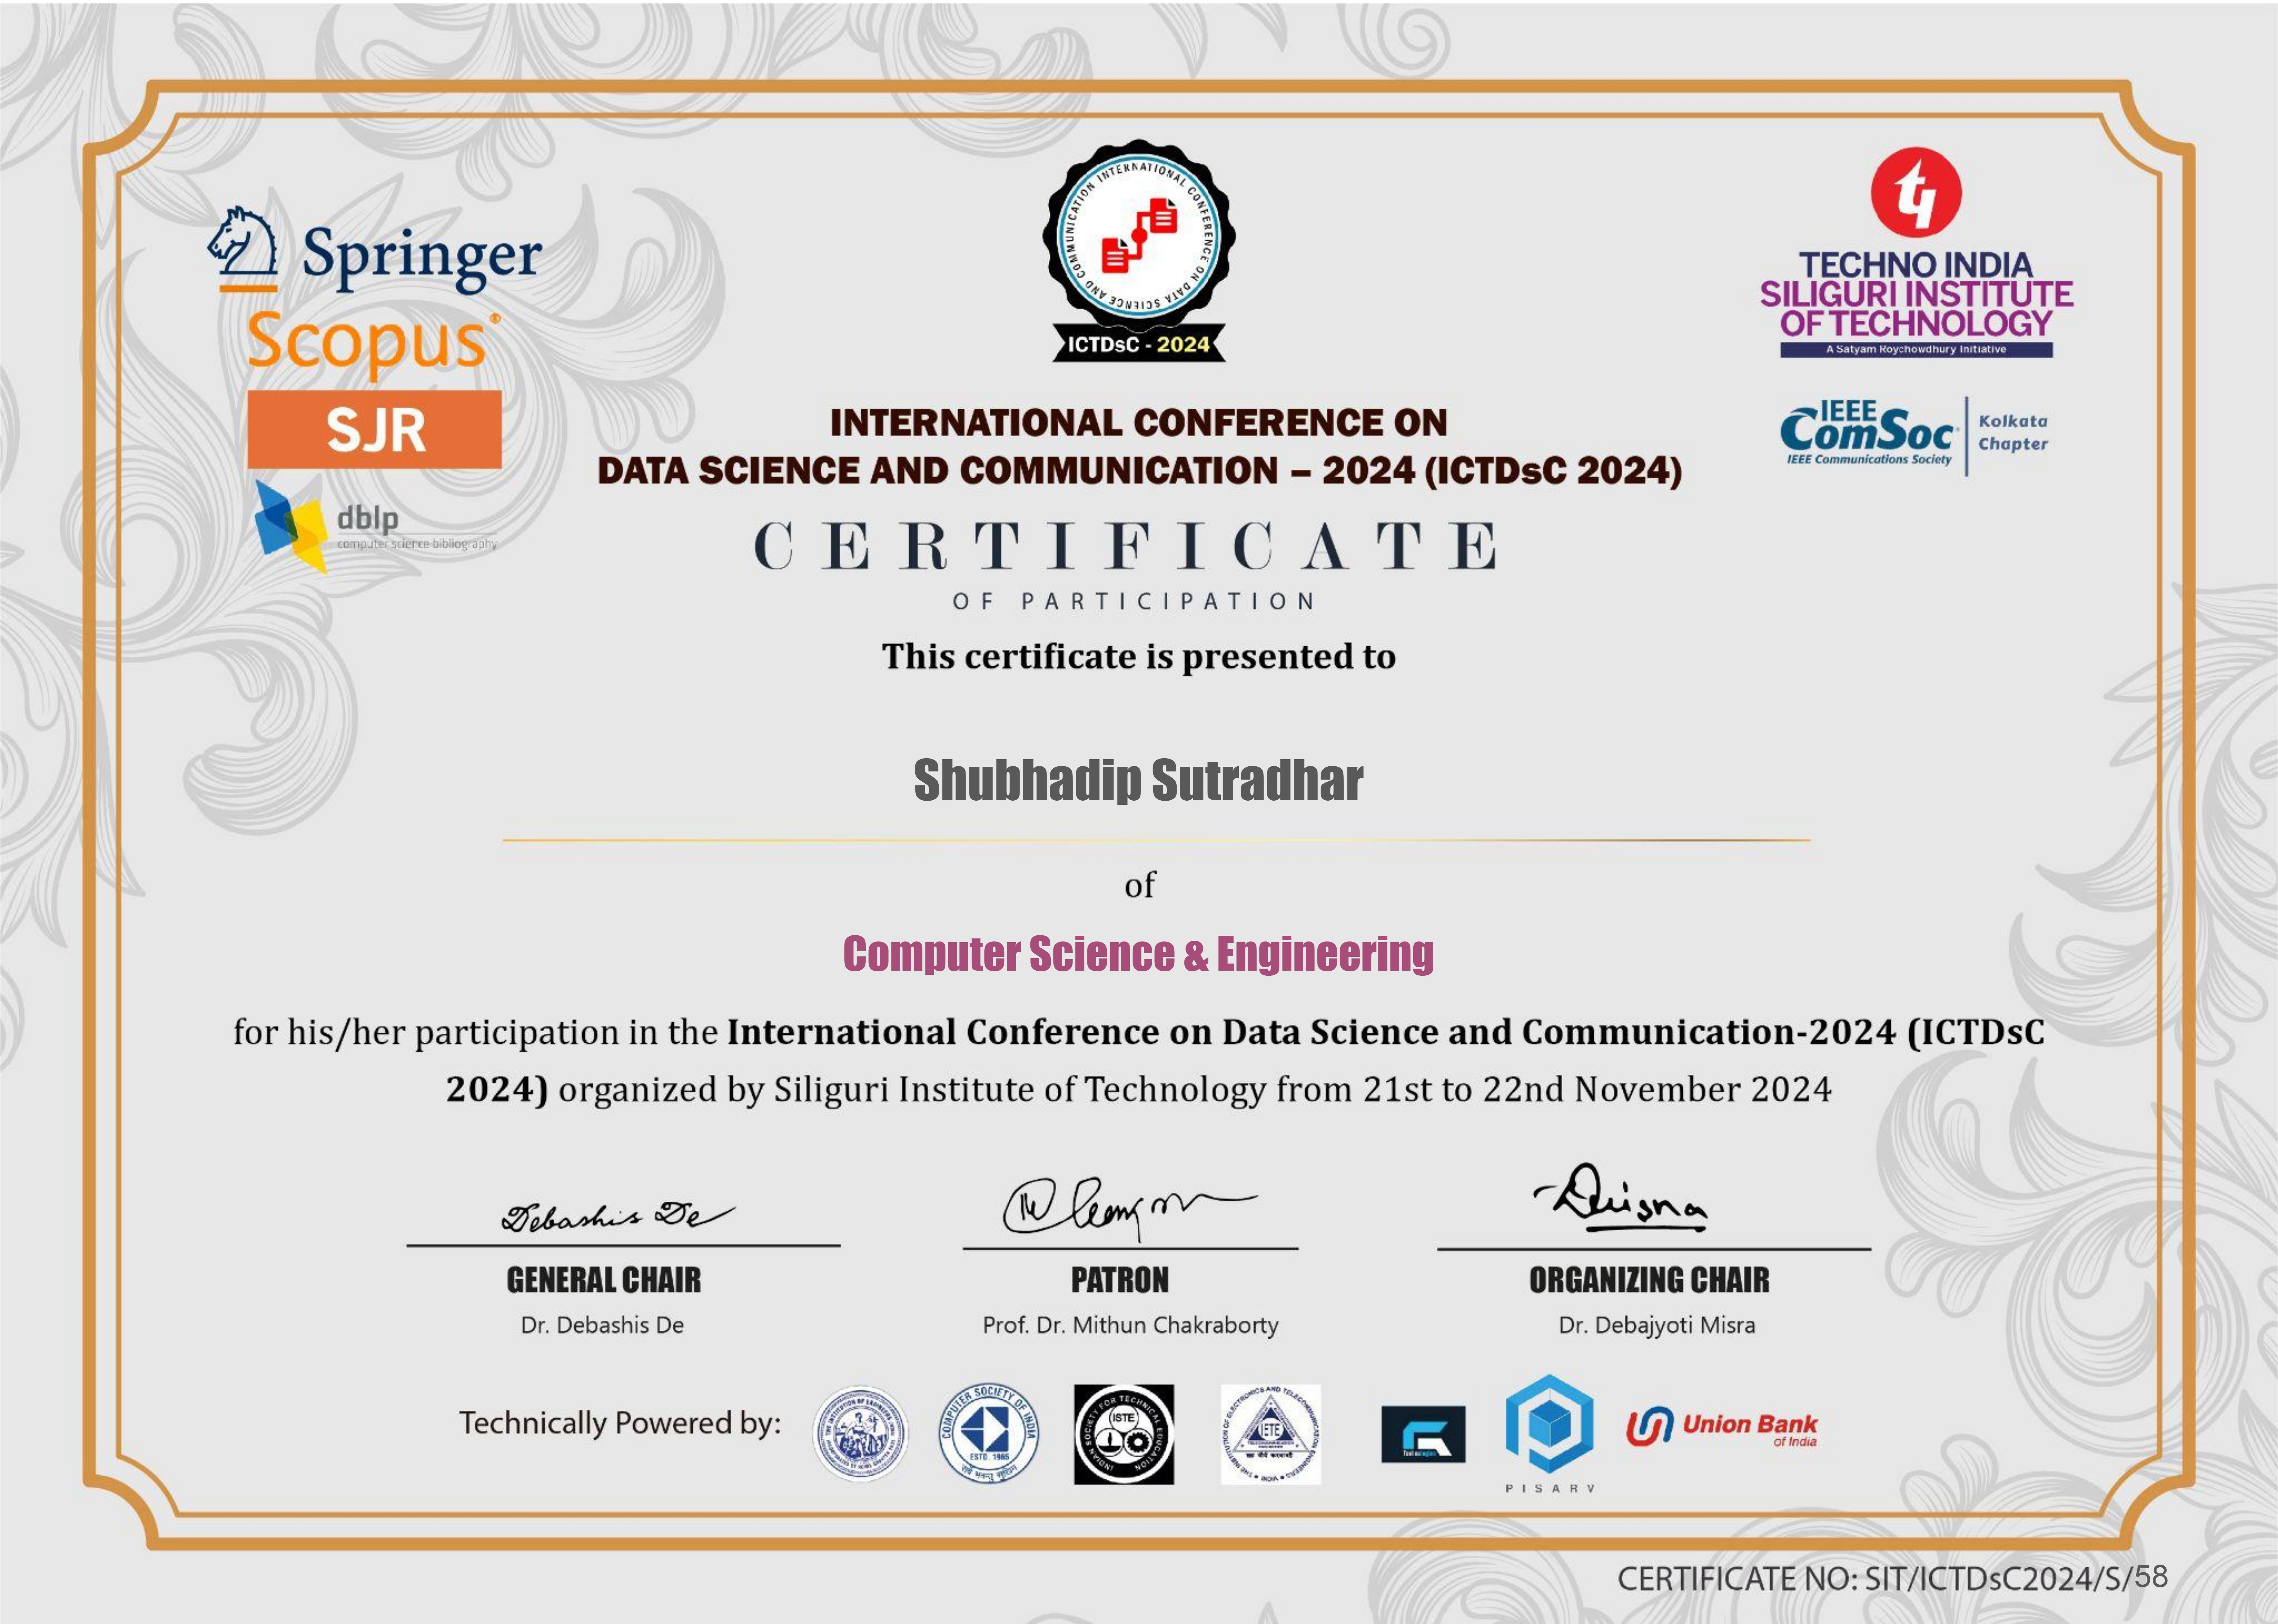 Springer
Scopus®
SJR
dblp
computer science bibliography
INTERNATIONAL CONFERENCE ON DATA SCIENCE AND COMMUNICATION
ICTDsC - 2024
TECHNO INDIA
SILIGURI INSTITUTE
OF TECHNOLOGY
A Satyam Roychowdhury Initiative
IEEE
ComSoc
IEEE Communications Society
Kolkata
Chapter
INTERNATIONAL CONFERENCE ON
DATA SCIENCE AND COMMUNICATION – 2024 (ICTDsC 2024)
CERTIFICATE
OF PARTICIPATION
This certificate is presented to
Shubhadip Sutradhar
of
Computer Science & Engineering
for his/her participation in the International Conference on Data Science and Communication-2024 (ICTDsC
2024) organized by Siliguri Institute of Technology from 21st to 22nd November 2024
Debashis De
GENERAL CHAIR
PATRON
ORGANIZING CHAIR
Dr. Debashis De
Prof. Dr. Mithun Chakraborty
Dr. Debajyoti Misra
Technically Powered by:
COMPUTER SOCIETY OF INDIA
ESTD. 1965
INDIAN SOCIETY FOR TECHNICAL EDUCATION
ISTE
IETE
PISARV
Union Bank
of India
CERTIFICATE NO: SIT/ICTDsC2024/S/58